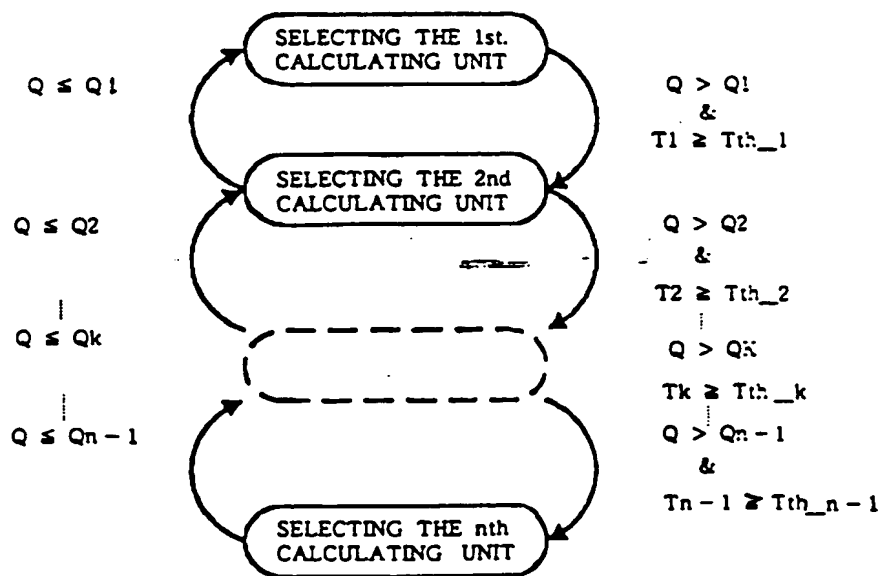 SELECTING THE 1st.
CALCULATING UNIT
Q ≤ Q1
Q > Q1
&
T1 ≧ Tth_1
SELECTING THE 2nd
CALCULATING UNIT
Q ≤ Q2
Q > Q2
&
T2 ≧ Tth_2
Q ≤ Qk
Q > QK
Tk ≧ Tth_k
Q ≤ Qn-1
Q > Qn-1
&
Tn-1 ≧ Tth_n-1
SELECTING THE nth
CALCULATING UNIT